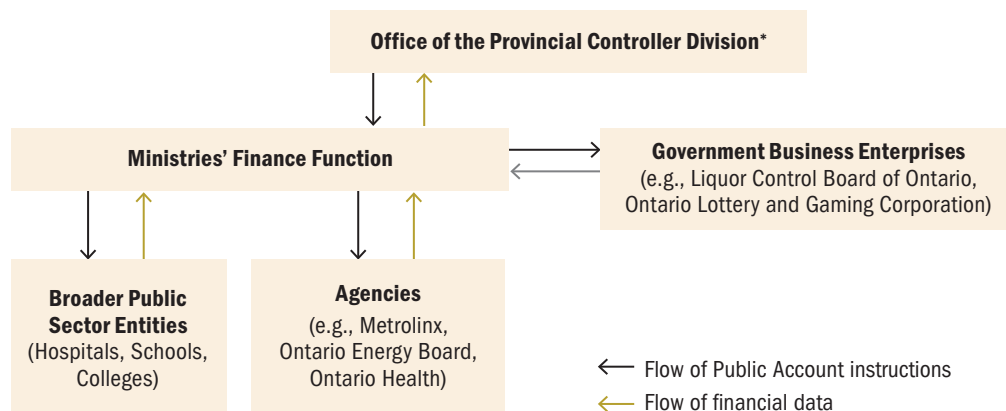 Office of the Provincial Controller Division*
Ministries’ Finance Function
Government Business Enterprises
(e.g., Liquor Control Board of Ontario,
Ontario Lottery and Gaming Corporation)
Broader Public
Sector Entities
(Hospitals, Schools,
Colleges)
Agencies
(e.g., Metrolinx,
Ontario Energy Board,
Ontario Health)
Flow of Public Account instructions
Flow of financial data